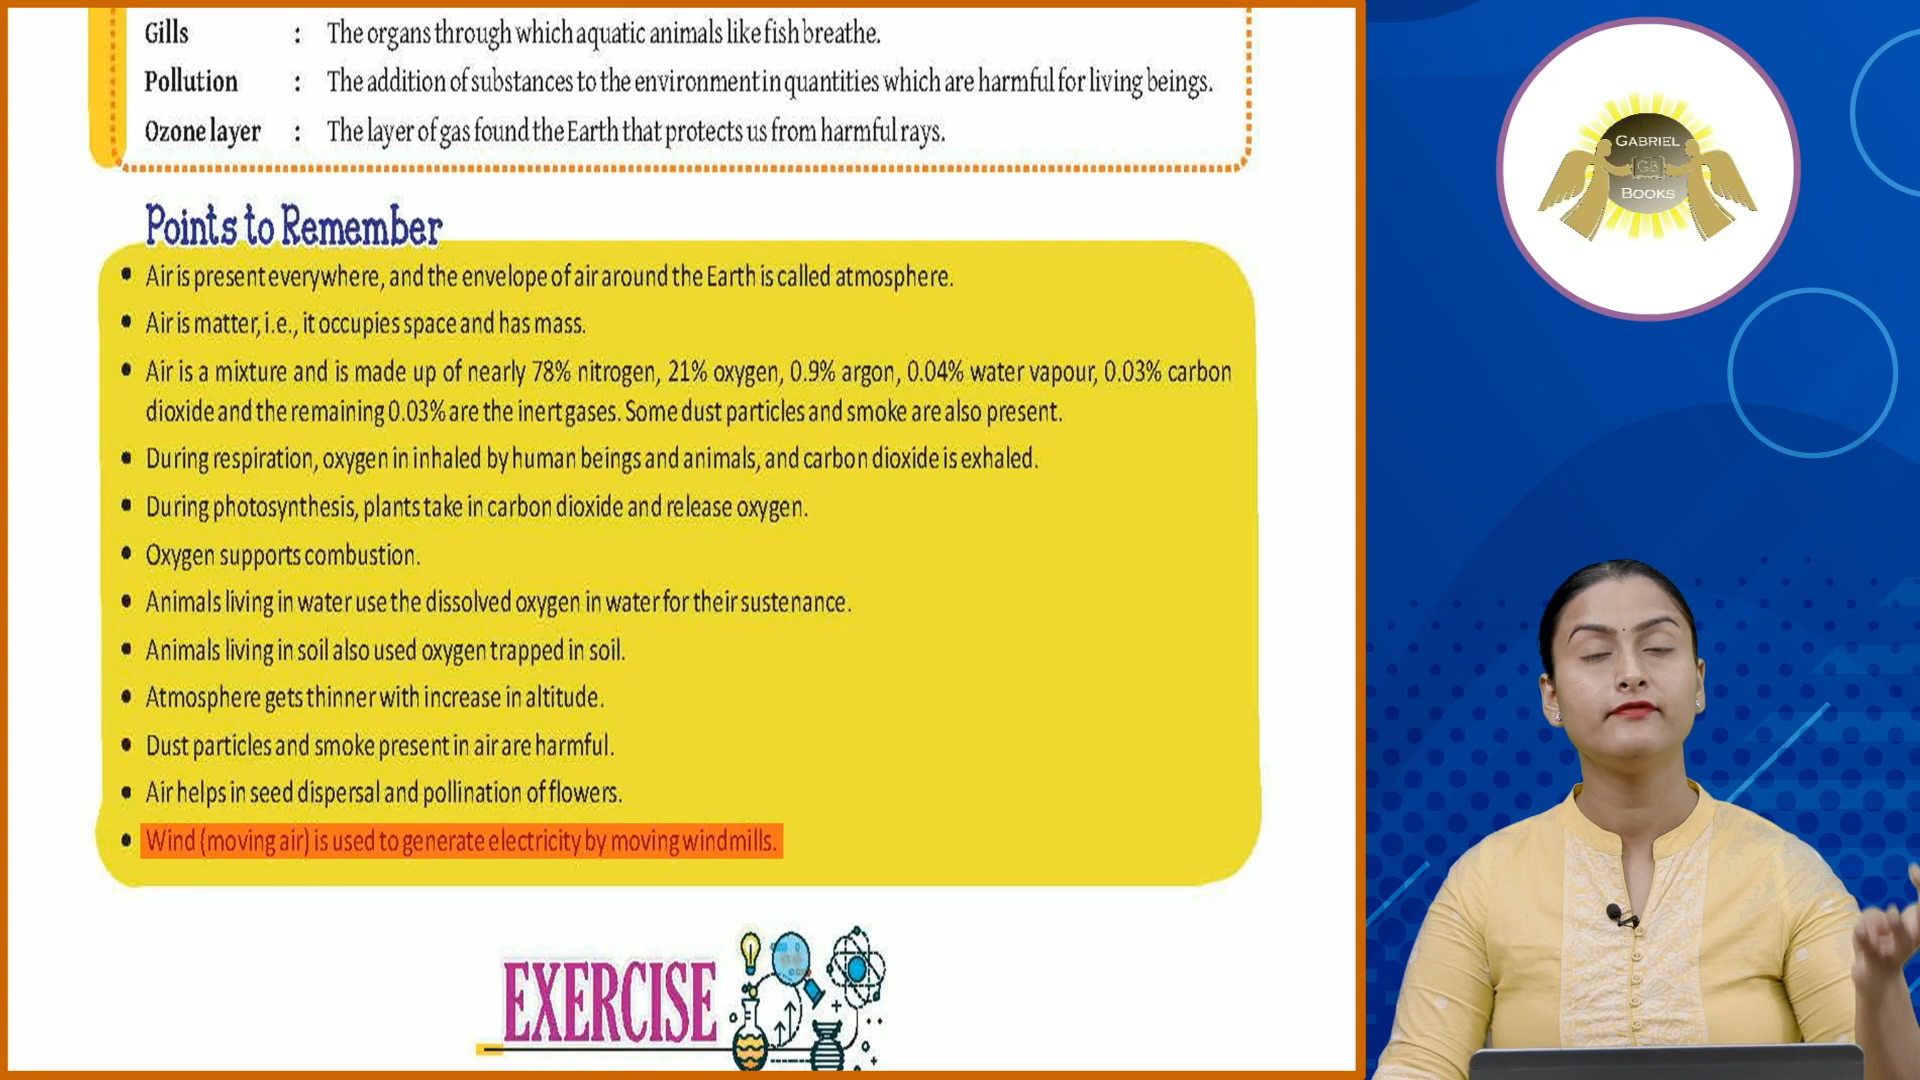 Gills : The organs through which aquatic animals like fish breathe.
Pollution : The addition of substances to the environment in quantities which are harmful for living beings.
Ozone layer : The layer of gas found the Earth that protects us from harmful rays.
Points to Remember
• Air is present everywhere, and the envelope of air around the Earth is called atmosphere.
• Air is matter, i.e., it occupies space and has mass.
• Air is a mixture and is made up of nearly 78% nitrogen, 21% oxygen, 0.9% argon, 0.04% water vapour, 0.03% carbon
dioxide and the remaining 0.03% are the inert gases. Some dust particles and smoke are also present.
• During respiration, oxygen in inhaled by human beings and animals, and carbon dioxide is exhaled.
• During photosynthesis, plants take in carbon dioxide and release oxygen.
• Oxygen supports combustion.
• Animals living in water use the dissolved oxygen in water for their sustenance.
• Animals living in soil also used oxygen trapped in soil.
• Atmosphere gets thinner with increase in altitude.
• Dust particles and smoke present in air are harmful.
• Air helps in seed dispersal and pollination of flowers.
• Wind (moving air) is used to generate electricity by moving windmills.
EXERCISE
GABRIEL
GB
BOOKS